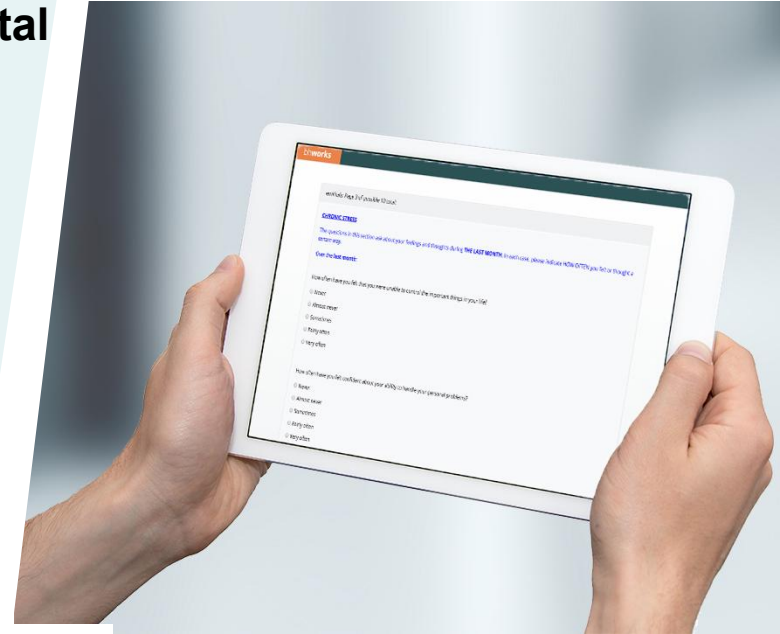 tal
bhworks
CHRONIC STRESS
The questions in this section ask about your feelings and thoughts during THE LAST MONTH. In each case, please indicate HOW OFTEN you felt or thought a
certain way.
Over the last month:
How often have you felt that you were unable to control the important things in your life?
Never
Almost never
Sometimes
Fairly often
Very often
How often have you felt confident about your ability to handle your personal problems?
Never
Almost never
Sometimes
Fairly often
Very often